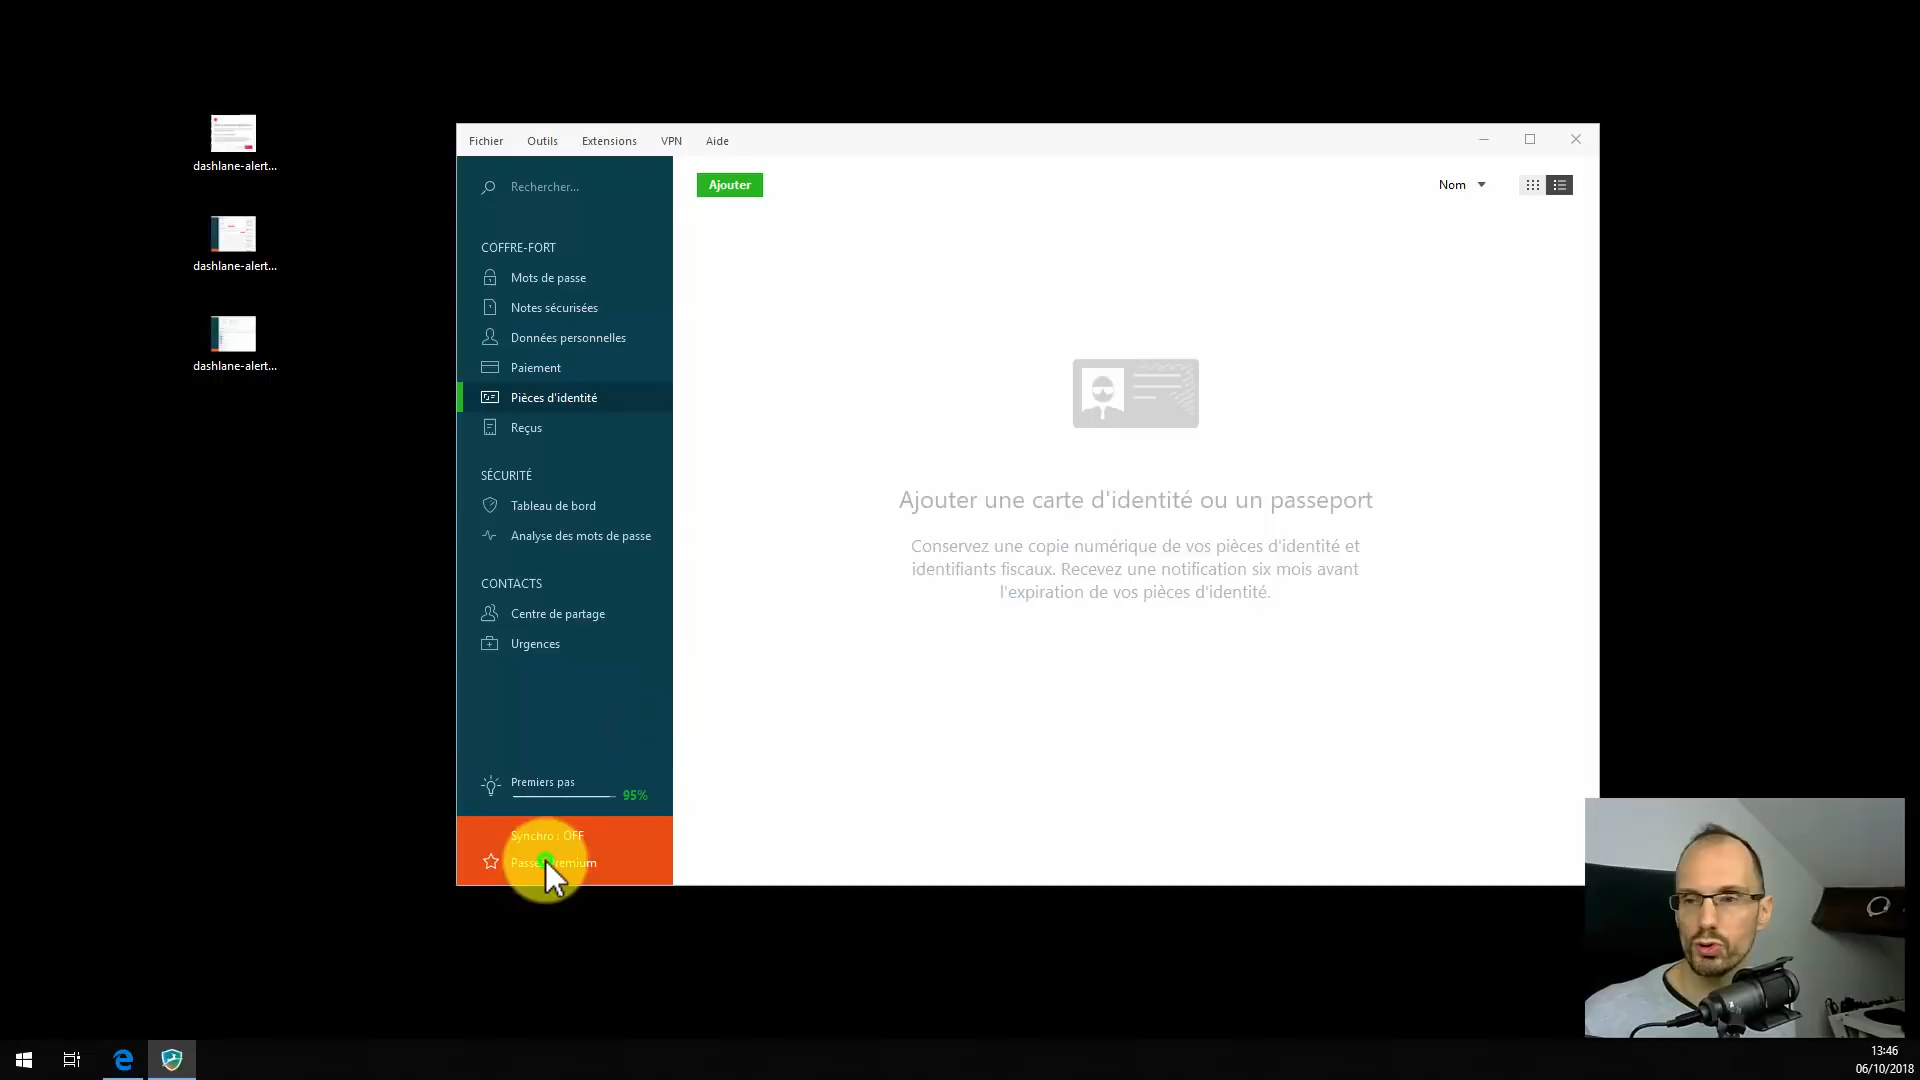 dashlane-alert...
dashlane-alert...
dashlane-alert...
Fichier Outils Extensions VPN Aide
Rechercher...
COFFRE-FORT
Mots de passe
Notes sécurisées
Données personnelles
Paiement
Pièces d'identité
Reçus
SÉCURITÉ
Tableau de bord
Analyse des mots de passe
CONTACTS
Centre de partage
Urgences
Premiers pas
95%
Synchro : OFF
Ajouter
Nom
Ajouter une carte d'identité ou un passeport
Conservez une copie numérique de vos pièces d'identité et
identifiants fiscaux. Recevez une notification six mois avant
l'expiration de vos pièces d'identité.
13:46
06/10/2018